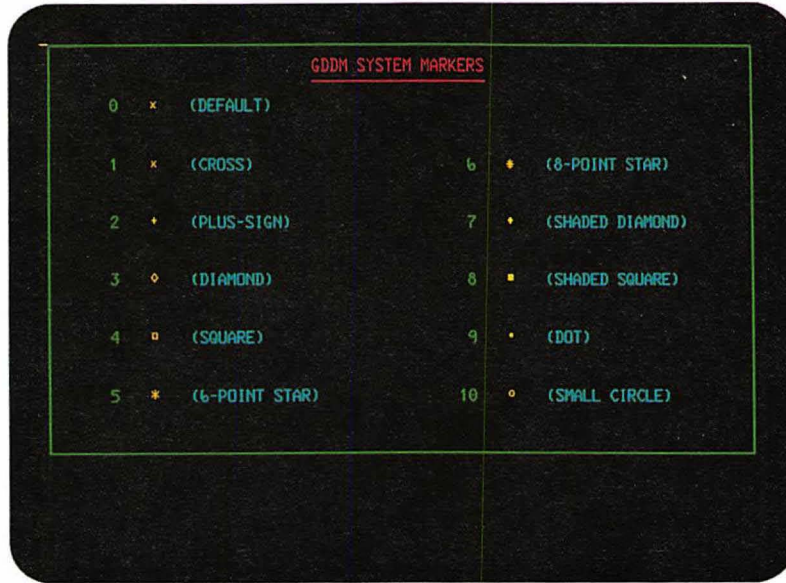 GDDM SYSTEM MARKERS
0 x (DEFAULT)
1 x (CROSS)
2 + (PLUS-SIGN)
3 ◇ (DIAMOND)
4 □ (SQUARE)
5 * (6-POINT STAR)
6 (8-POINT STAR)
7 ♦ (SHADED DIAMOND)
8 ■ (SHADED SQUARE)
9 • (DOT)
10 ○ (SMALL CIRCLE)